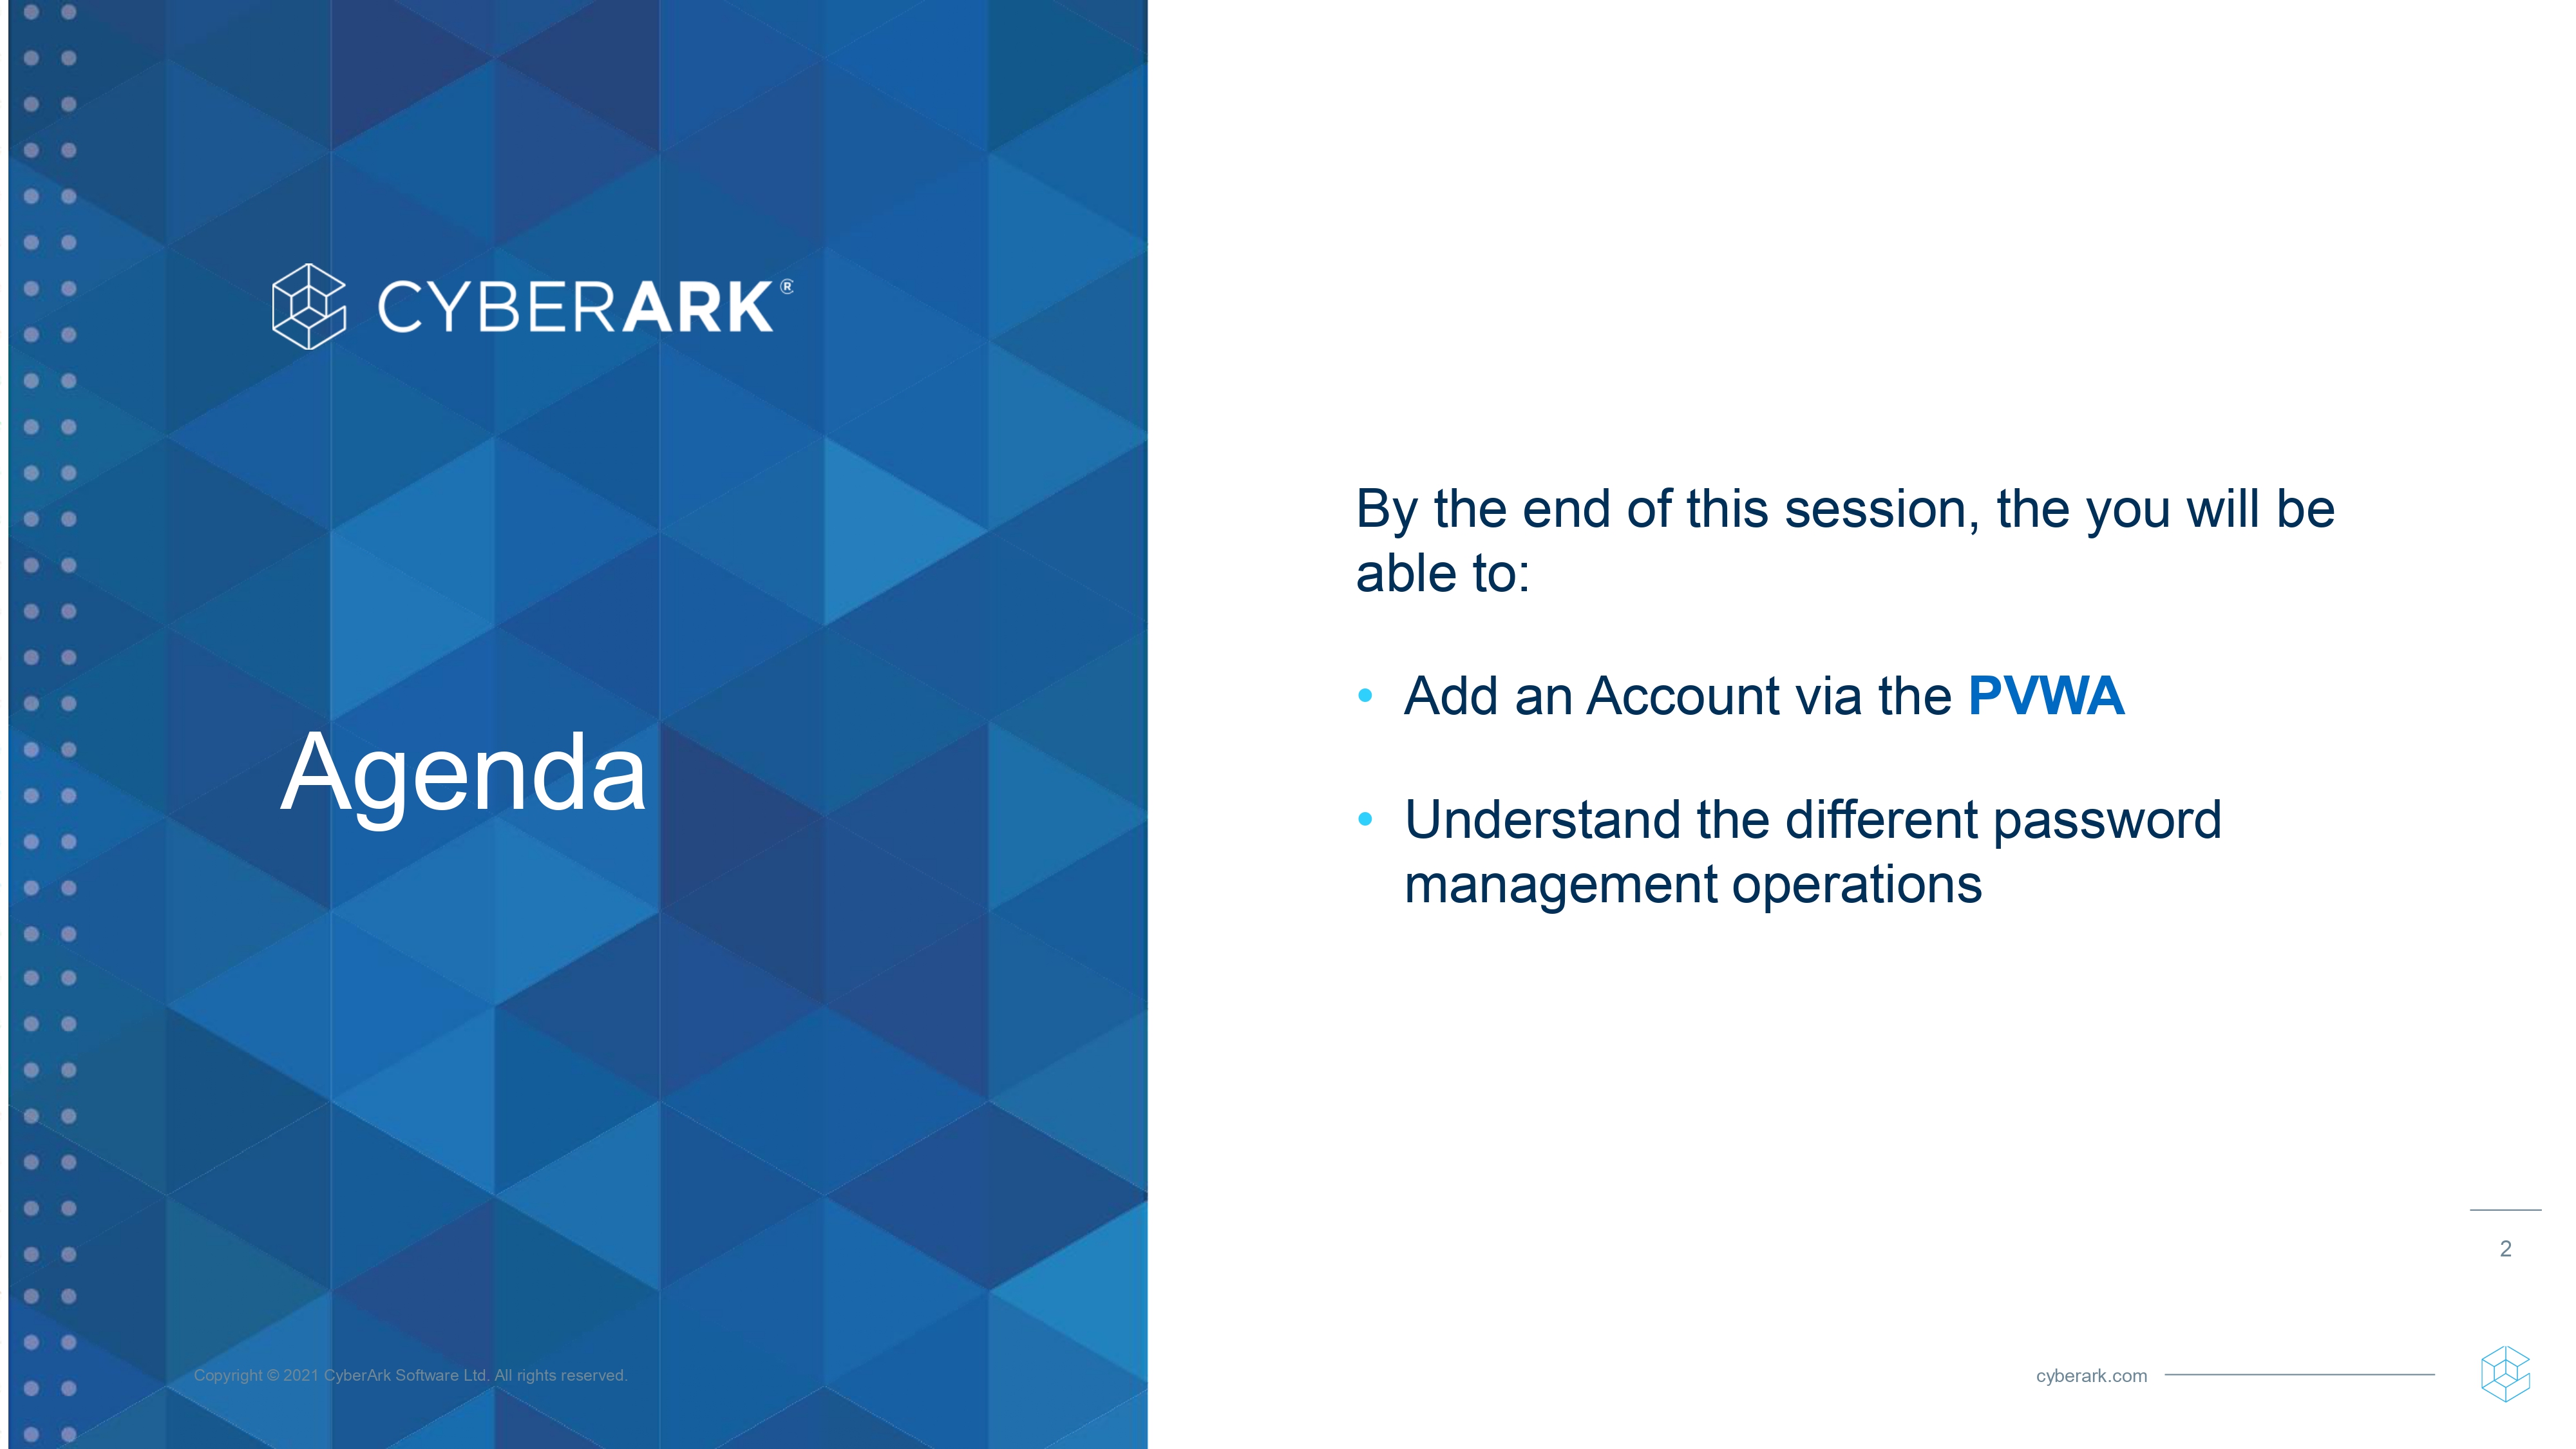 CYBERARK®
Agenda
By the end of this session, the you will be
able to:
• Add an Account via the PVWA
• Understand the different password
management operations
2
Copyright © 2021 CyberArk Software Ltd. All rights reserved.
cyberark.com